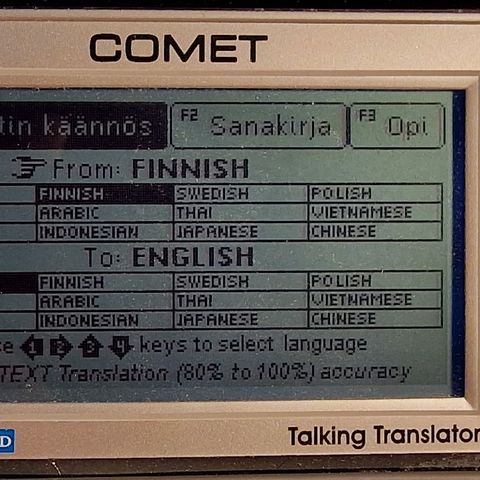 COMET
tin käännös F2 Sanakirja F3 Opi
From: FINNISH
FINNISH SWEDISH POLISH
ARABIC THAI VIETNAMESE
INDONESIAN JAPANESE CHINESE
To: ENGLISH
FINNISH SWEDISH POLISH
ARABIC THAI VIETNAMESE
INDONESIAN JAPANESE CHINESE
se keys to select language
TEXT Translation (80% to 100%) accuracy
D
Talking Translator